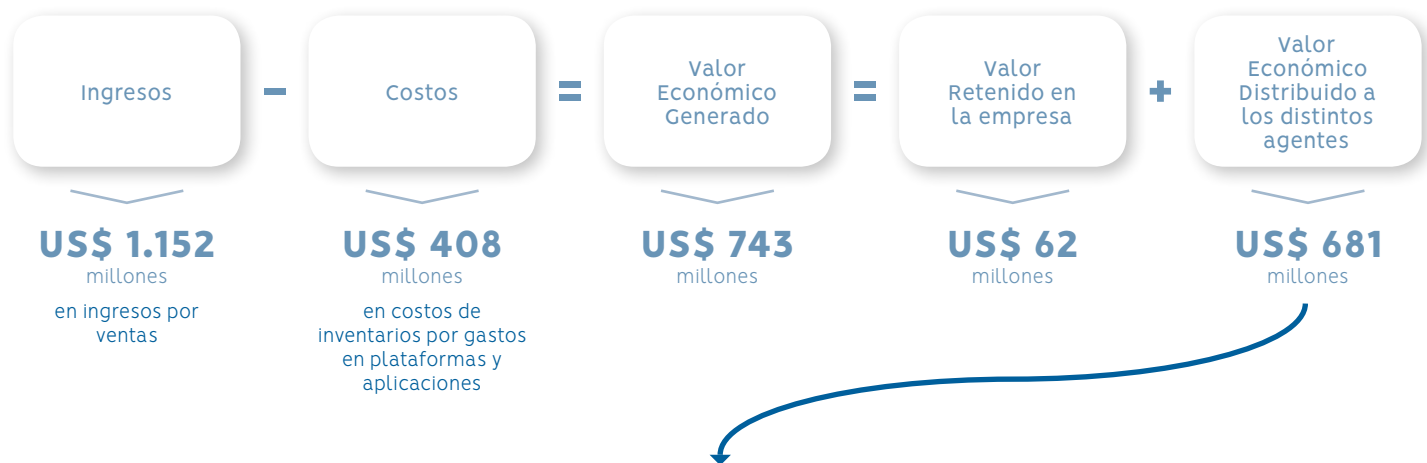 Ingresos
-
Costos
=
Valor
Económico
Generado
=
Valor
Retenido en
la empresa
+
Valor
Económico
Distribuido a
los distintos
agentes
US$ 1.152
millones
en ingresos por
ventas
US$ 408
millones
en costos de
inventarios por gastos
en plataformas y
aplicaciones
US$ 743
millones
US$ 62
millones
US$ 681
millones